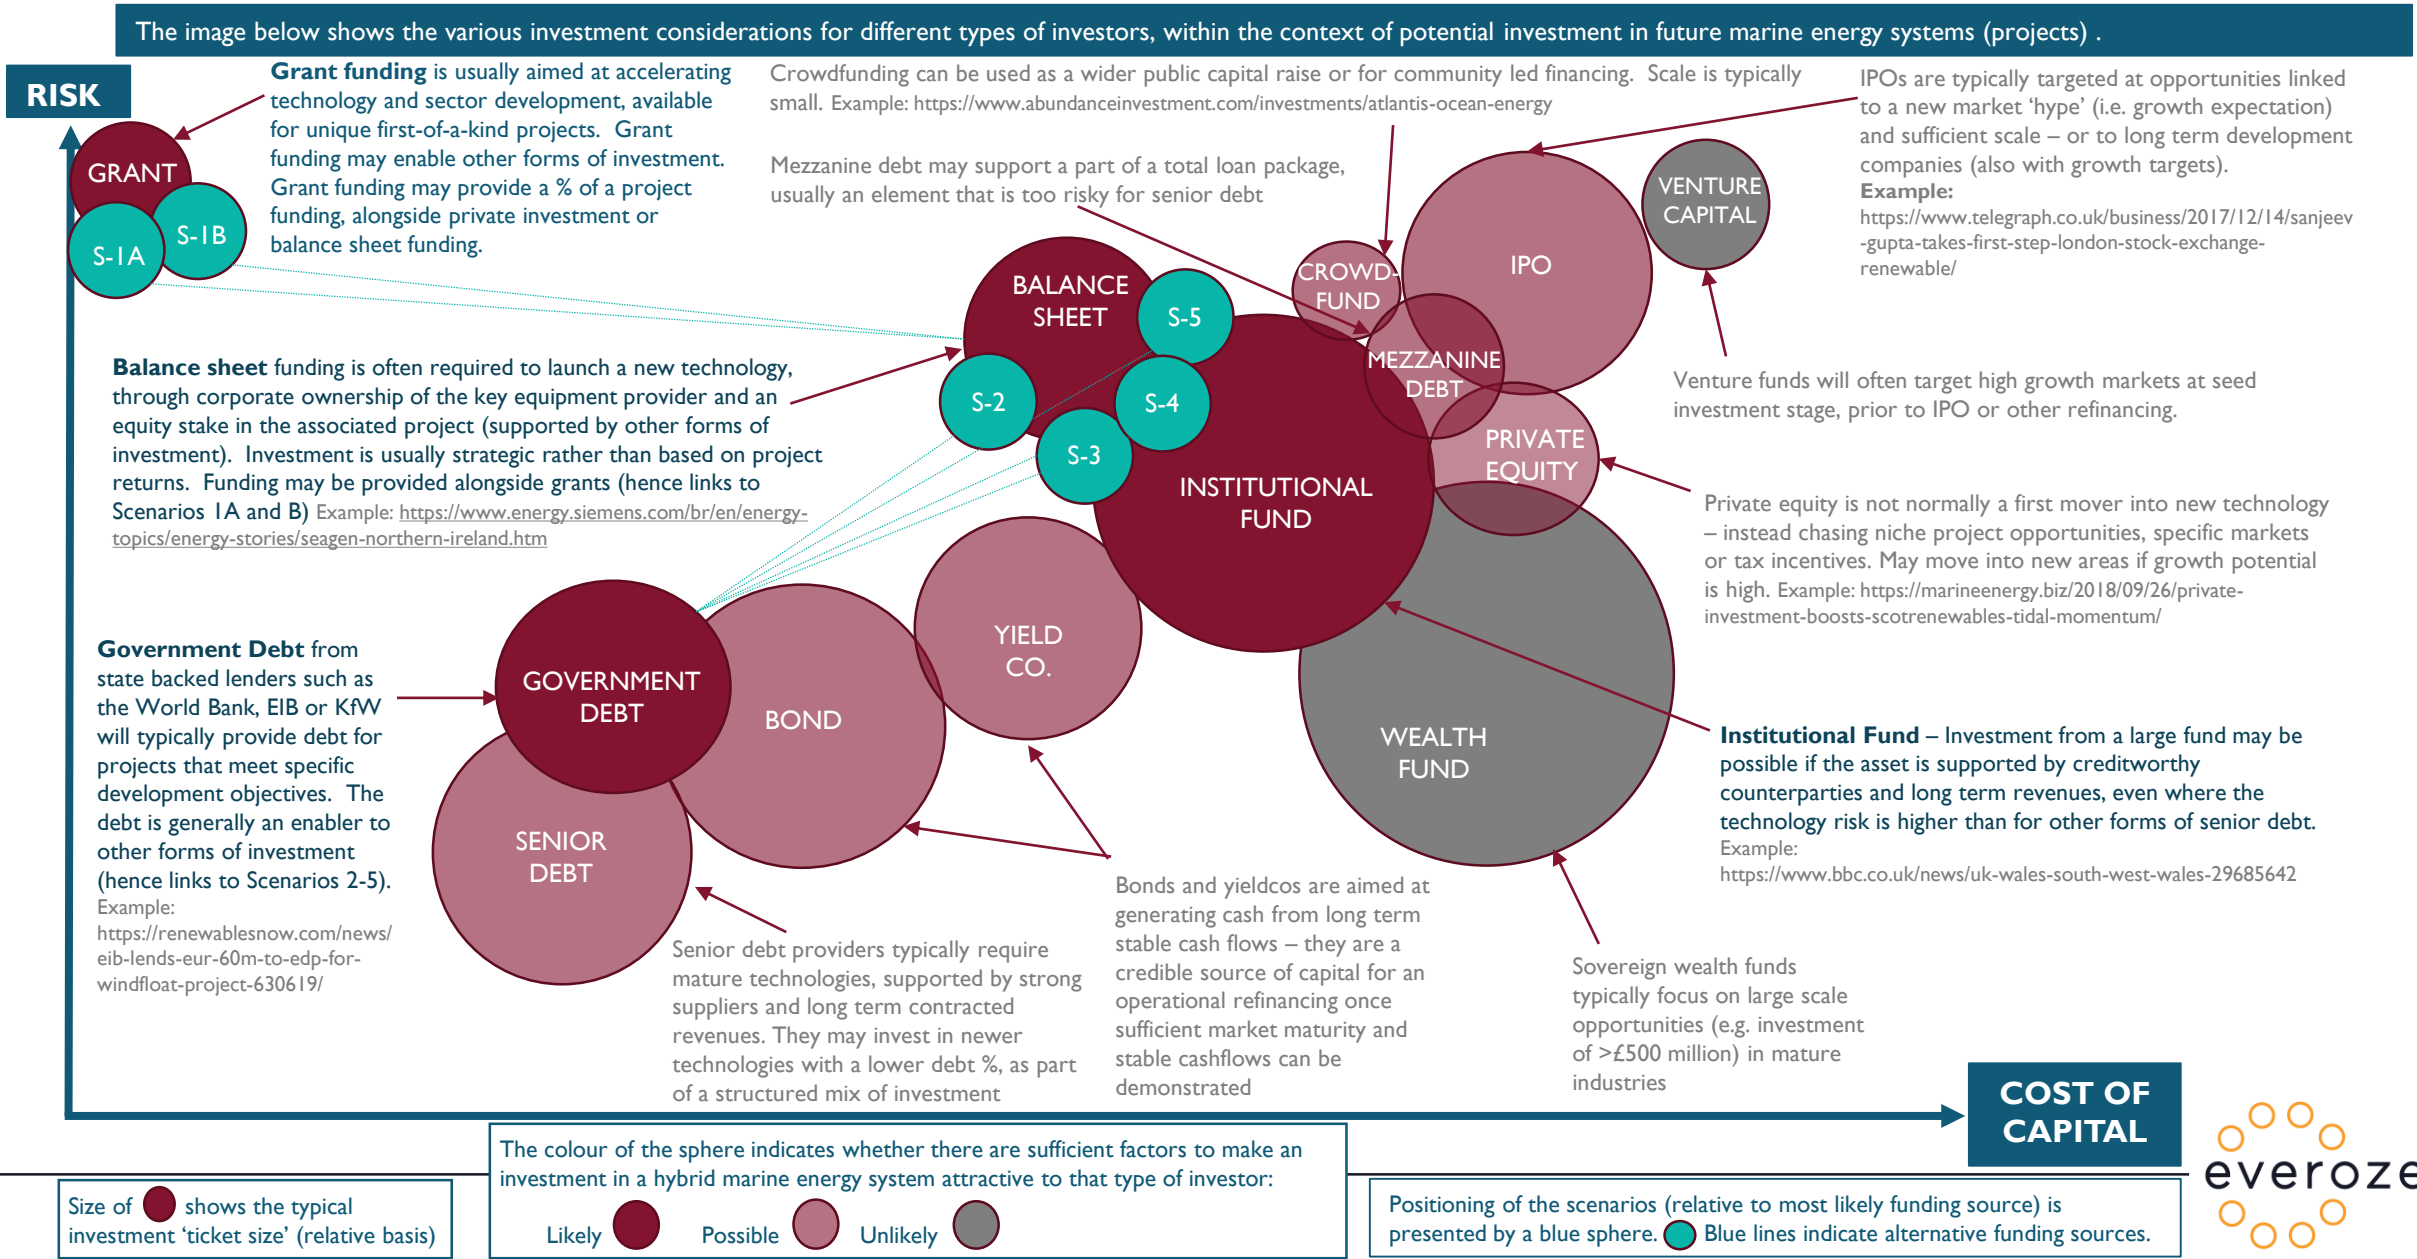 The image below shows the various investment considerations for different types of investors, within the context of potential investment in future marine energy systems (projects) .
RISK
Grant funding is usually aimed at accelerating
technology and sector development, available
for unique first-of-a-kind projects. Grant
funding may enable other forms of investment.
Grant funding may provide a % of a project
funding, alongside private investment or
balance sheet funding.
Crowdfunding can be used as a wider public capital raise or for community led financing. Scale is typically
small. Example: https://www.abundanceinvestment.com/investments/atlantis-ocean-energy
Mezzanine debt may support a part of a total loan package,
usually an element that is too risky for senior debt
IPOs are typically targeted at opportunities linked
to a new market ‘hype’ (i.e. growth expectation)
and sufficient scale – or to long term development
companies (also with growth targets).
Example:
https://www.telegraph.co.uk/business/2017/12/14/sanjeev
-gupta-takes-first-step-london-stock-exchange-
renewable/
GRANT
S-1A
S-1B
BALANCE
SHEET
S-5
S-2
S-4
S-3
CROWD-
FUND
IPO
VENTURE
CAPITAL
MEZZANINE
DEBT
PRIVATE
EQUITY
INSTITUTIONAL
FUND
Balance sheet funding is often required to launch a new technology,
through corporate ownership of the key equipment provider and an
equity stake in the associated project (supported by other forms of
investment). Investment is usually strategic rather than based on project
returns. Funding may be provided alongside grants (hence links to
Scenarios 1A and B) Example: https://www.energy.siemens.com/br/en/energy-
topics/energy-stories/seagen-northern-ireland.htm
Venture funds will often target high growth markets at seed
investment stage, prior to IPO or other refinancing.
Private equity is not normally a first mover into new technology
– instead chasing niche project opportunities, specific markets
or tax incentives. May move into new areas if growth potential
is high. Example: https://marineenergy.biz/2018/09/26/private-
investment-boosts-scotrenewables-tidal-momentum/
Government Debt from
state backed lenders such as
the World Bank, EIB or KfW
will typically provide debt for
projects that meet specific
development objectives. The
debt is generally an enabler to
other forms of investment
(hence links to Scenarios 2-5).
Example:
https://renewablesnow.com/news/
eib-lends-eur-60m-to-edp-for-
windfloat-project-630619/
GOVERNMENT
DEBT
BOND
YIELD
CO.
SENIOR
DEBT
WEALTH
FUND
Institutional Fund – Investment from a large fund may be
possible if the asset is supported by creditworthy
counterparties and long term revenues, even where the
technology risk is higher than for other forms of senior debt.
Example:
https://www.bbc.co.uk/news/uk-wales-south-west-wales-29685642
Senior debt providers typically require
mature technologies, supported by strong
suppliers and long term contracted
revenues. They may invest in newer
technologies with a lower debt %, as part
of a structured mix of investment
Bonds and yieldcos are aimed at
generating cash from long term
stable cash flows – they are a
credible source of capital for an
operational refinancing once
sufficient market maturity and
stable cashflows can be
demonstrated
Sovereign wealth funds
typically focus on large scale
opportunities (e.g. investment
of >£500 million) in mature
industries
COST OF
CAPITAL
Size of shows the typical
investment ‘ticket size’ (relative basis)
The colour of the sphere indicates whether there are sufficient factors to make an
investment in a hybrid marine energy system attractive to that type of investor:
Likely Possible Unlikely
Positioning of the scenarios (relative to most likely funding source) is
presented by a blue sphere. Blue lines indicate alternative funding sources.
everoze